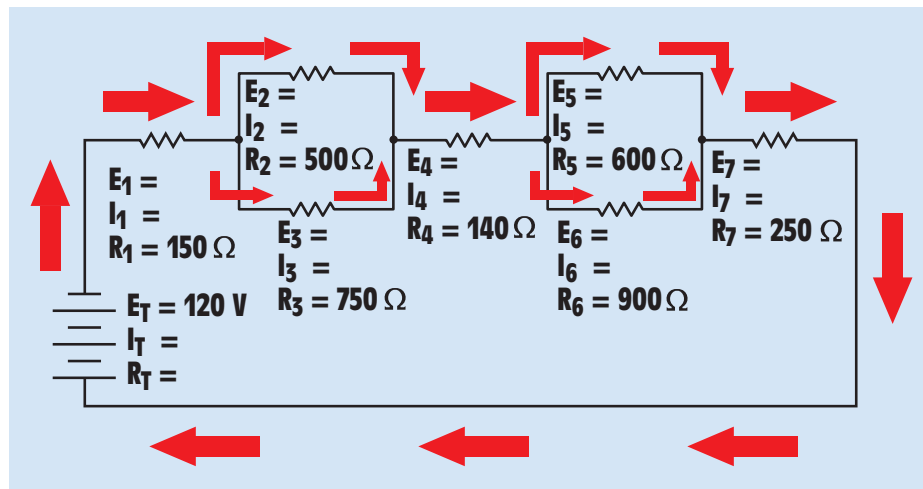 E1 =
I1 =
R1 = 150 Ω
E2 =
I2 =
R2 = 500 Ω
E3 =
I3 =
R3 = 750 Ω
E4 =
I4 =
R4 = 140 Ω
E5 =
I5 =
R5 = 600 Ω
E6 =
I6 =
R6 = 900 Ω
E7 =
I7 =
R7 = 250 Ω
ET = 120 V
IT =
RT =